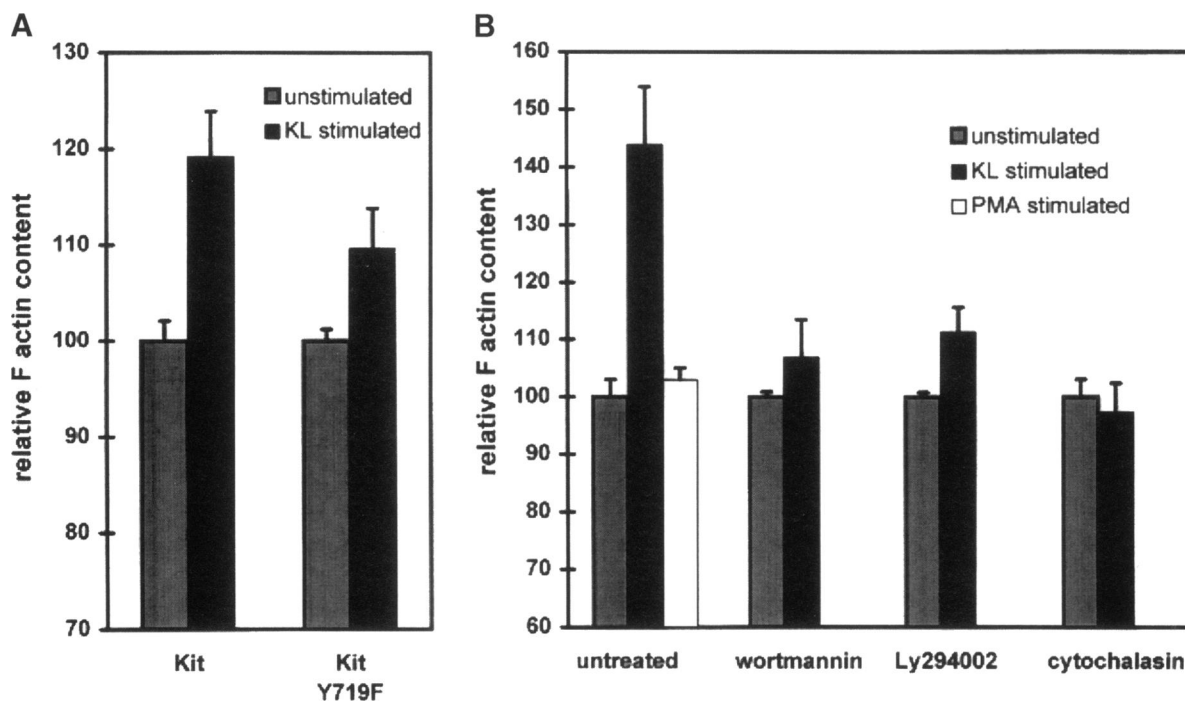 A
relative F actin content
130
120
110
100
90
80
70
unstimulated
KL stimulated
Kit
Kit
Y719F
B
relative F actin content
160
150
140
130
120
110
100
90
80
70
60
unstimulated
KL stimulated
PMA stimulated
untreated
wortmannin
Ly294002
cytochalasin